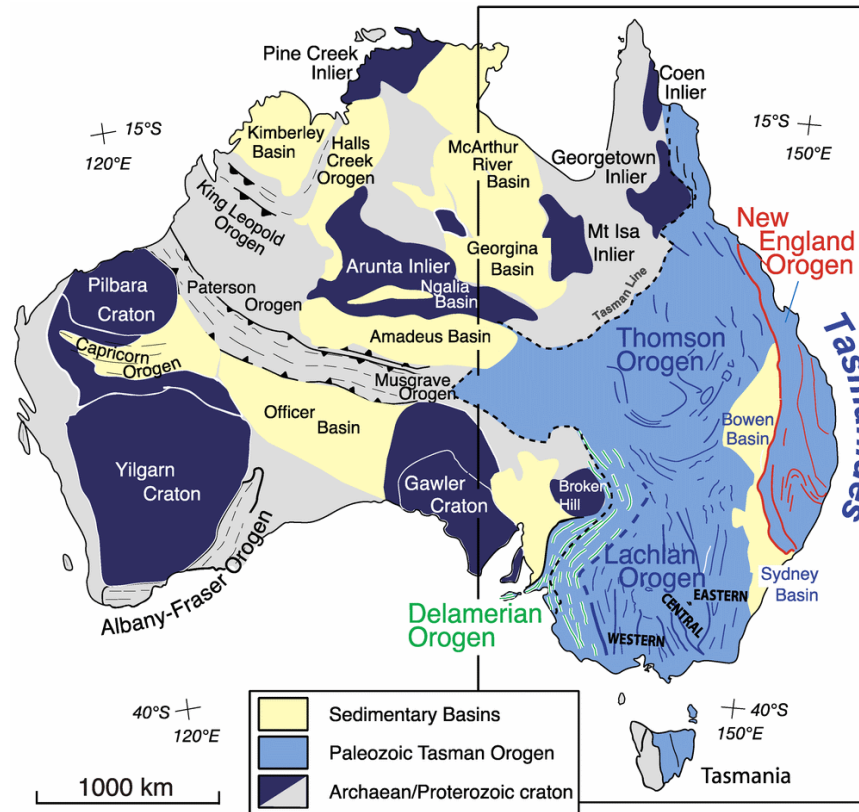 Pine Creek
Inlier
Coen
Inlier
15°S
120°E
15°S
150°E
Kimberley
Basin
Halls
Creek
Orogen
McArthur
River
Basin
Georgetown
Inlier
King Leopold
Orogen
New
England
Orogen
Mt Isa
Inlier
Georgina
Basin
Arunta Inlier
Ngalia
Basin
Tasman Line
Pilbara
Craton
Paterson
Orogen
Amadeus Basin
Thomson
Orogen
Capricorn
Orogen
Musgrave
Orogen
Officer
Basin
Bowen
Basin
Yilgarn
Craton
Gawler
Craton
Broken
Hill
Lachlan
Orogen
Sydney
Basin
Albany-Fraser Orogen
Delamerian
Orogen
EASTERN
CENTRAL
WESTERN
40°S
120°E
40°S
150°E
Tasmania
Sedimentary Basins
Paleozoic Tasman Orogen
Archaean/Proterozoic craton
1000 km